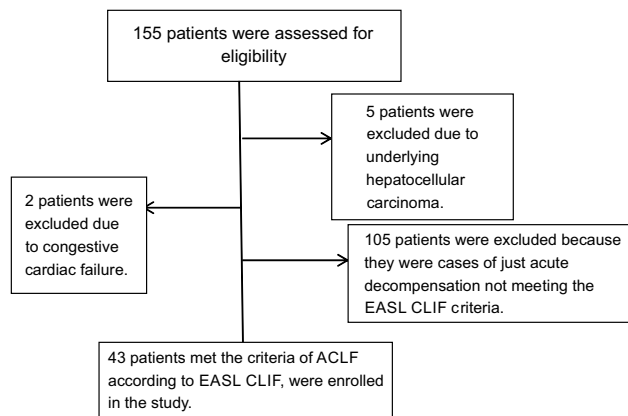 155 patients were assessed for
eligibility
5 patients were
excluded due to
underlying
hepatocellular
carcinoma.
2 patients were
excluded due
to congestive
cardiac failure.
105 patients were excluded because
they were cases of just acute
decompensation not meeting the
EASL CLIF criteria.
43 patients met the criteria of ACLF
according to EASL CLIF, were enrolled
in the study.